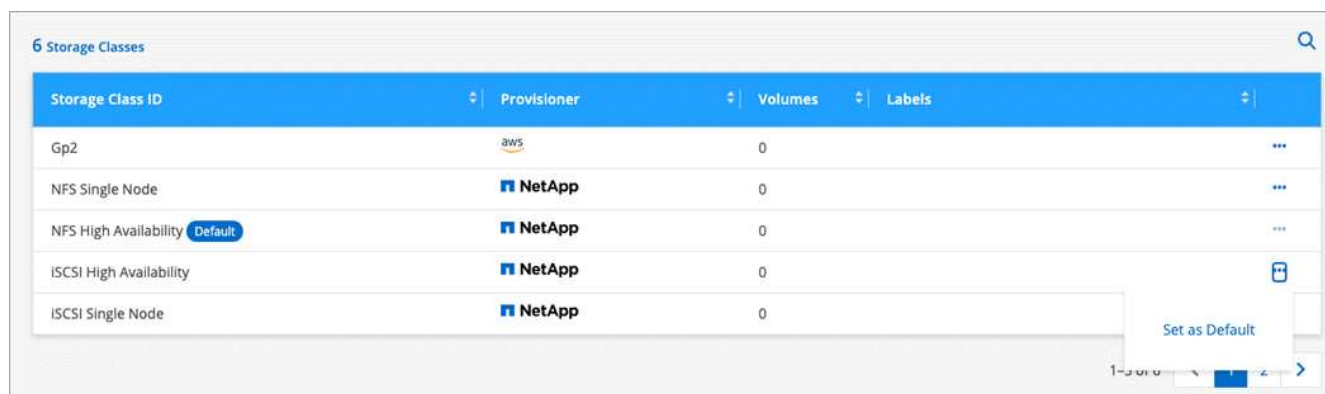 6 Storage Classes
Storage Class ID Provisioner Volumes Labels
Gp2 aws 0
NFS Single Node NetApp 0
NFS High Availability Default NetApp 0
iSCSI High Availability NetApp 0
iSCSI Single Node NetApp 0
Set as Default